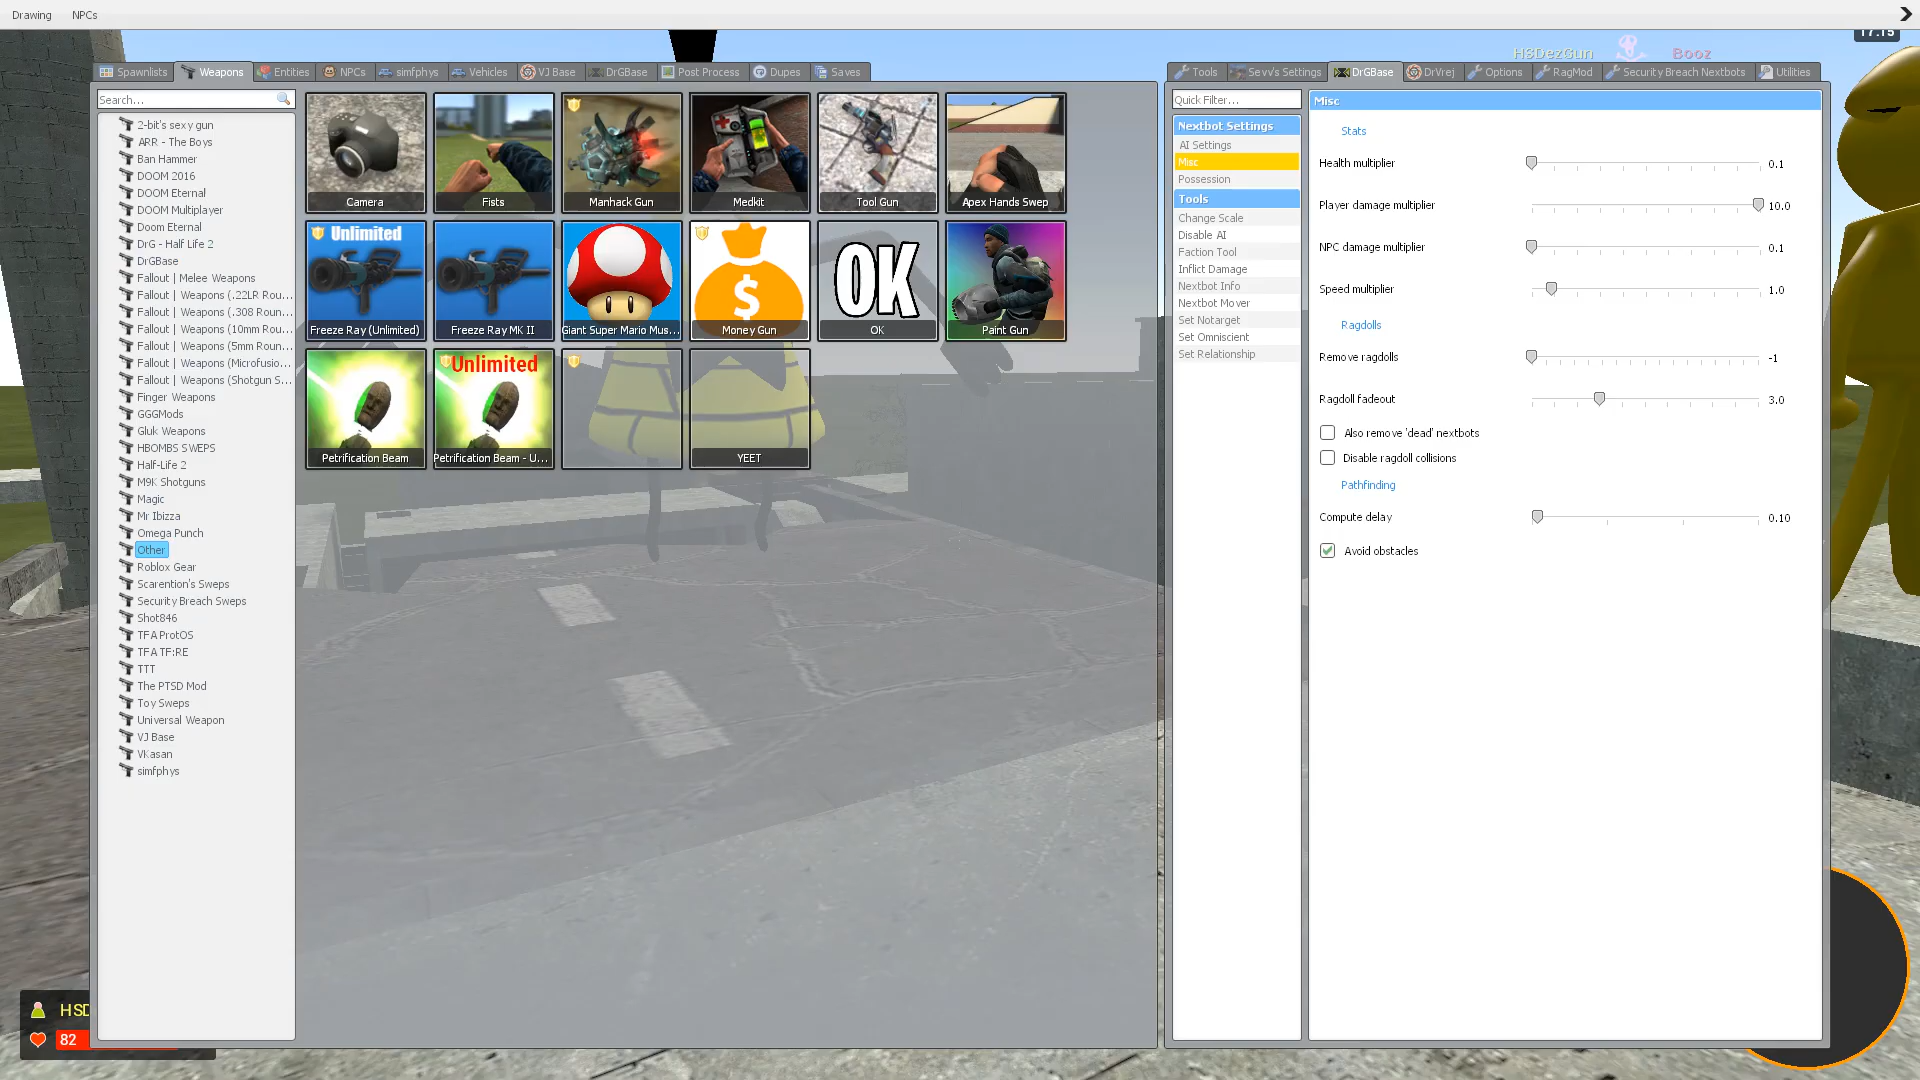 Drawing NPCs
17:15
HSDezGun Booz
Spawnlists Weapons Entities NPCs simfphys Vehicles VJ Base DrGBase Post Process Dupes Saves
Tools Sevv's Settings DrGBase DrVrej Options RagMod Security Breach Nextbots Utilities
Search...
2-bit's sexy gun
ARR - The Boys
Ban Hammer
DOOM 2016
DOOM Eternal
DOOM Multiplayer
Doom Eternal
DrG - Half Life 2
DrGBase
Fallout | Melee Weapons
Fallout | Weapons (.22LR Rou...
Fallout | Weapons (.308 Roun...
Fallout | Weapons (10mm Rou...
Fallout | Weapons (5mm Roun...
Fallout | Weapons (Microfusio...
Fallout | Weapons (Shotgun S...
Finger Weapons
GGGMods
Gluk Weapons
HBOMBS SWEPS
Half-Life 2
M9K Shotguns
Magic
Mr Ibizza
Omega Punch
Other
Roblox Gear
Scarention's Sweps
Security Breach Sweps
Shot846
TFA ProtOS
TFA TF:RE
TTT
The PTSD Mod
Toy Sweps
Universal Weapon
VJ Base
VKasan
simfphys
Camera Fists Manhack Gun Medkit Tool Gun Apex Hands Swep
Unlimited
OK
Freeze Ray (Unlimited) Freeze Ray MK II Giant Super Mario Mus... Money Gun OK Paint Gun
Unlimited
Petrification Beam Petrification Beam - U... YEET
Quick Filter...
Nextbot Settings
AI Settings
Misc
Possession
Tools
Change Scale
Disable AI
Faction Tool
Inflict Damage
Nextbot Info
Nextbot Mover
Set Notarget
Set Omniscient
Set Relationship
Misc
Stats
Health multiplier 0.1
Player damage multiplier 10.0
NPC damage multiplier 0.1
Speed multiplier 1.0
Ragdolls
Remove ragdolls -1
Ragdoll fadeout 3.0
Also remove 'dead' nextbots
Disable ragdoll collisions
Pathfinding
Compute delay 0.10
Avoid obstacles
HSD
82